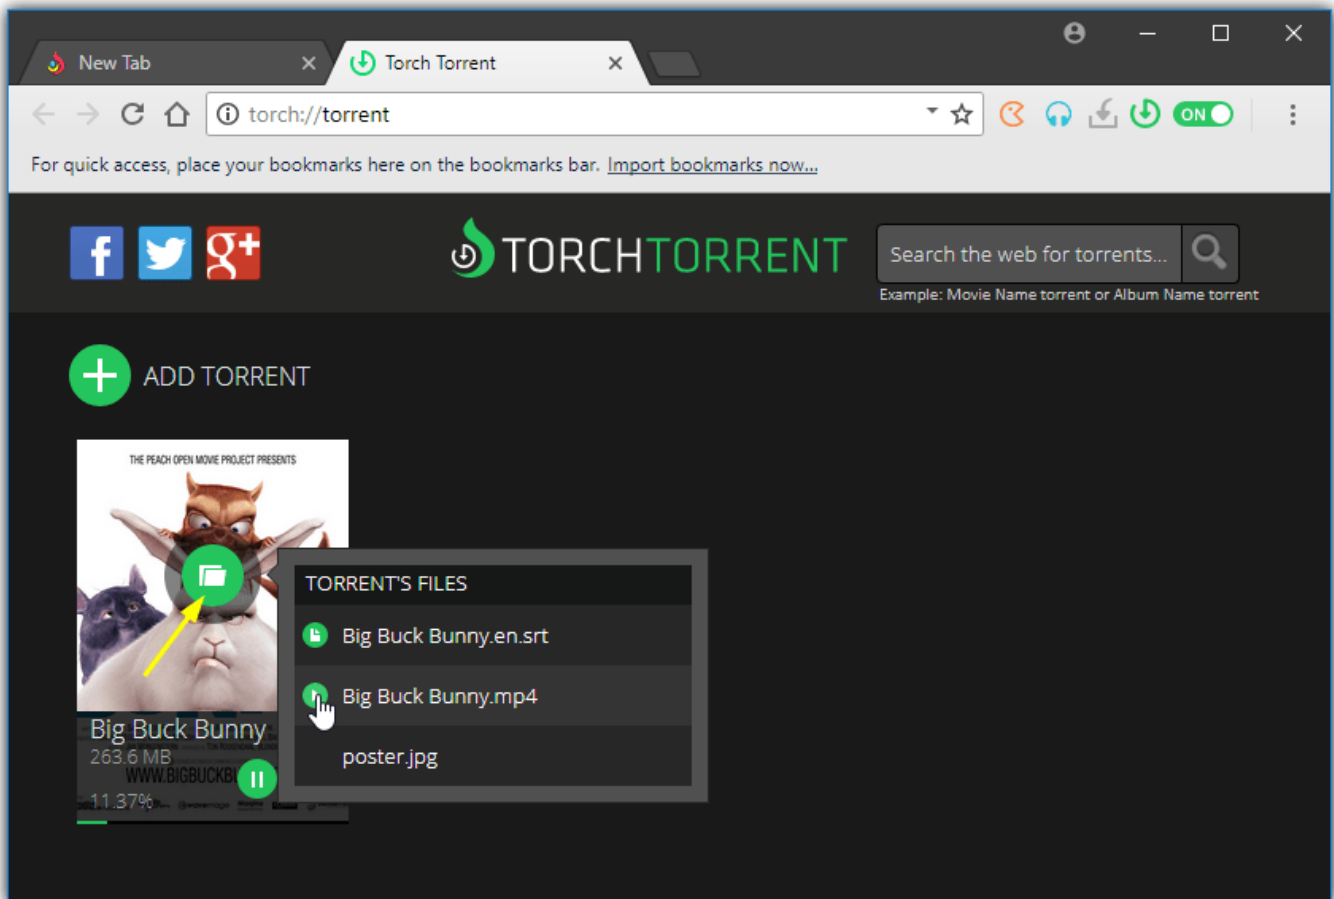 New Tab
Torch Torrent
torch://torrent
ON
For quick access, place your bookmarks here on the bookmarks bar. Import bookmarks now...
f
g+
TORCHTORRENT
Search the web for torrents...
Example: Movie Name torrent or Album Name torrent
ADD TORRENT
THE PEACH OPEN MOVIE PROJECT PRESENTS
TORRENT'S FILES
Big Buck Bunny.en.srt
Big Buck Bunny.mp4
poster.jpg
Big Buck Bunny
263.6 MB
WWW.BIGBUCKBU
11.37%